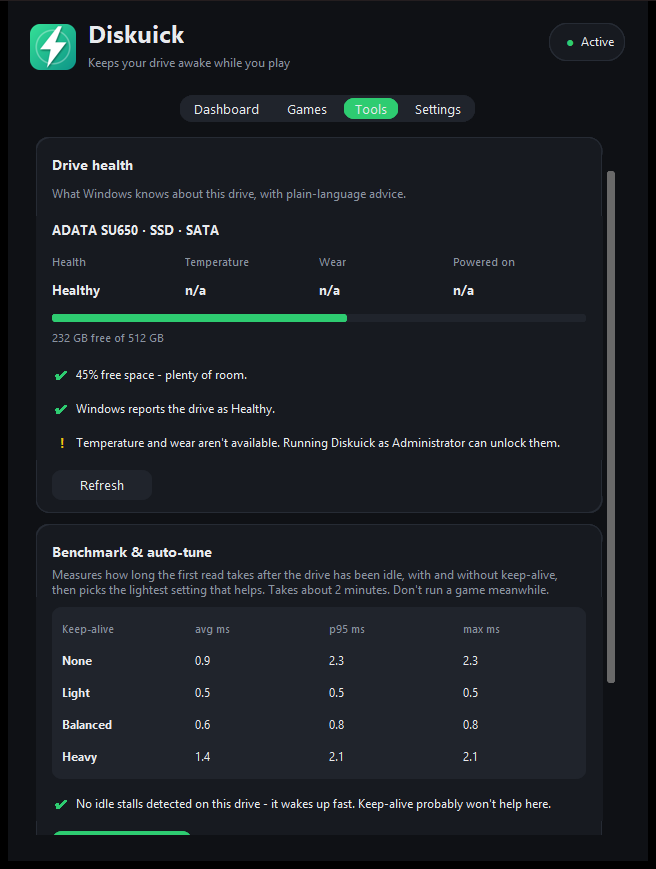 Diskuick
Keeps your drive awake while you play
Active
Dashboard Games Tools Settings
Drive health
What Windows knows about this drive, with plain-language advice.
ADATA SU650 · SSD · SATA
Health Temperature Wear Powered on
Healthy n/a n/a n/a
232 GB free of 512 GB
✔ 45% free space - plenty of room.
✔ Windows reports the drive as Healthy.
! Temperature and wear aren't available. Running Diskuick as Administrator can unlock them.
Refresh
Benchmark & auto-tune
Measures how long the first read takes after the drive has been idle, with and without keep-alive,
then picks the lightest setting that helps. Takes about 2 minutes. Don't run a game meanwhile.
Keep-alive avg ms p95 ms max ms
None 0.9 2.3 2.3
Light 0.5 0.5 0.5
Balanced 0.6 0.8 0.8
Heavy 1.4 2.1 2.1
✔ No idle stalls detected on this drive - it wakes up fast. Keep-alive probably won't help here.